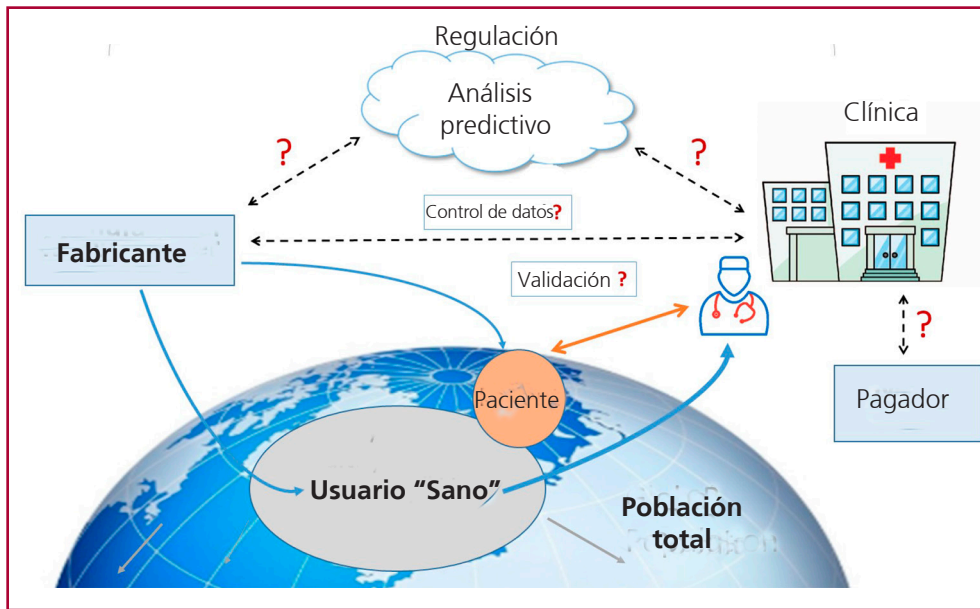 Regulación
Análisis
predictivo
Clínica
?
?
Control de datos?
Fabricante
Validación ?
?
Paciente
Pagador
Usuario “Sano”
Población
total